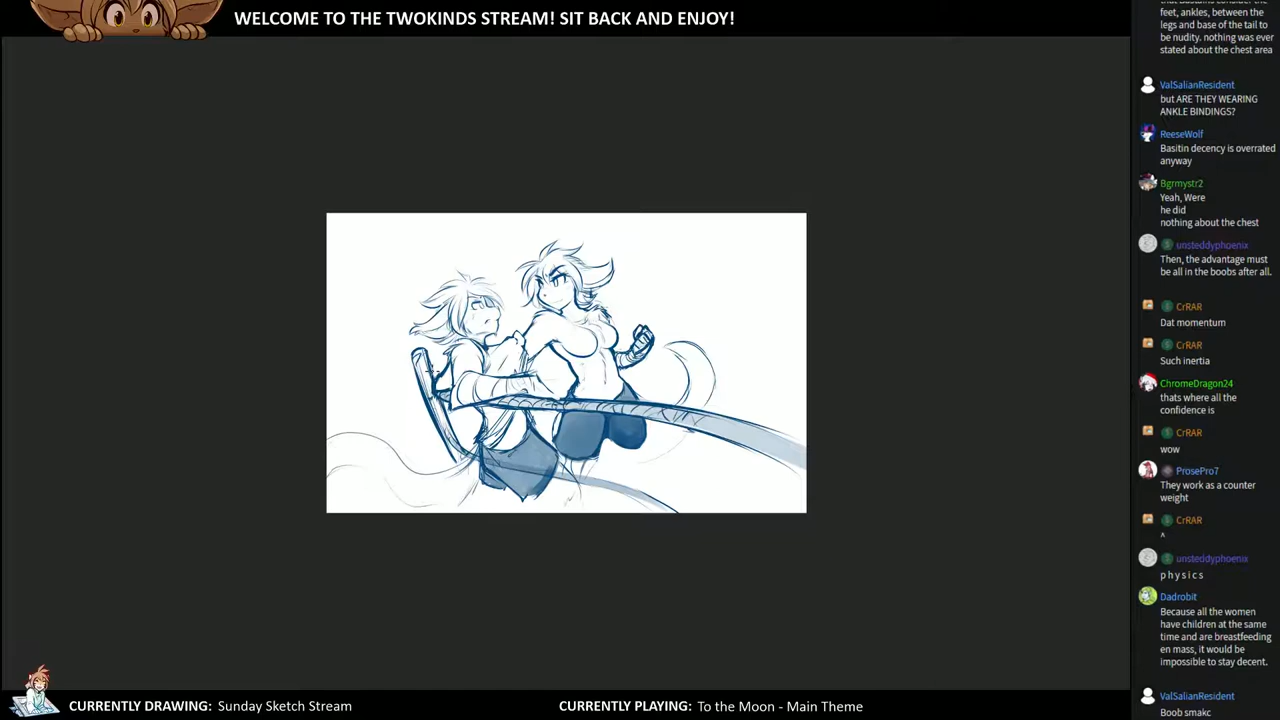 WELCOME TO THE TWOKINDS STREAM! SIT BACK AND ENJOY!
feet, ankles, between the
legs and base of the tail to
be nudity. nothing was ever
stated about the chest area
ValSalianResident
but ARE THEY WEARING
ANKLE BINDINGS?
ReeseWolf
Basitin decency is overrated
anyway
Bgrmystr2
Yeah, Were
he did
nothing about the chest
unsteddyphoenix
Then, the advantage must
be all in the boobs after all.
CrRAR
Dat momentum
CrRAR
Such inertia
ChromeDragon24
thats where all the
confidence is
CrRAR
wow
ProsePro7
They work as a counter
weight
CrRAR
^
unsteddyphoenix
p h y s i c s
Dadrobit
Because all the women
have children at the same
time and are breastfeeding
en mass, it would be
impossible to stay decent.
ValSalianResident
Boob smakc
CURRENTLY DRAWING: Sunday Sketch Stream
CURRENTLY PLAYING: To the Moon - Main Theme